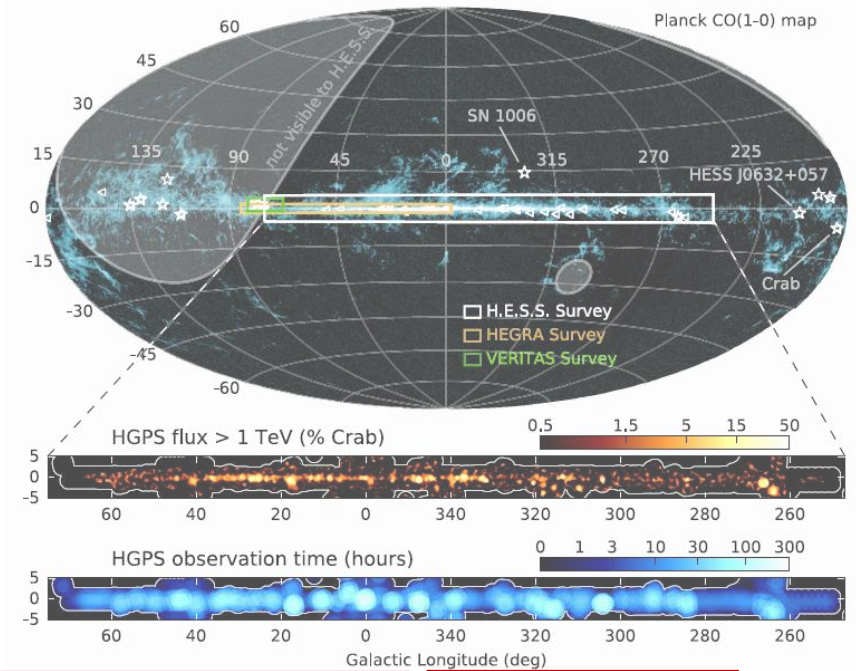 Planck CO(1-0) map
60
45
30
15
0
-15
-30
-45
-60
not visible to H.E.S.S.
135
90
45
0
315
270
225
SN 1006
HESS J0632+057
Crab
H.E.S.S. Survey
HEGRA Survey
VERITAS Survey
HGPS flux > 1 TeV (% Crab)
0.5 1.5 5 15 50
5
0
-5
60 40 20 0 340 320 300 280 260
HGPS observation time (hours)
0 1 3 10 30 100 300
5
0
-5
60 40 20 0 340 320 300 280 260
Galactic Longitude (deg)